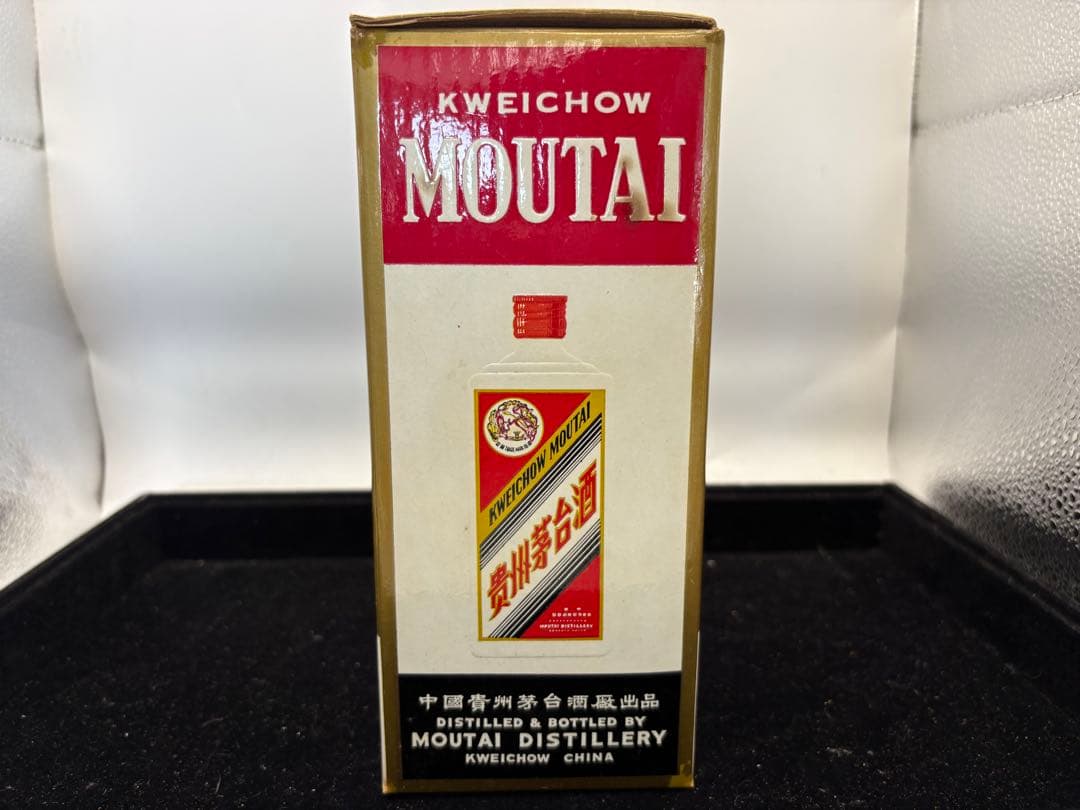 KWEICHOW
MOUTAI
KWEICHOW MOUTAI
贵州茅台酒
MOUTAI DISTILLERY
中國貴州茅台酒廠出品
DISTILLED & BOTTLED BY
MOUTAI DISTILLERY
KWEICHOW CHINA